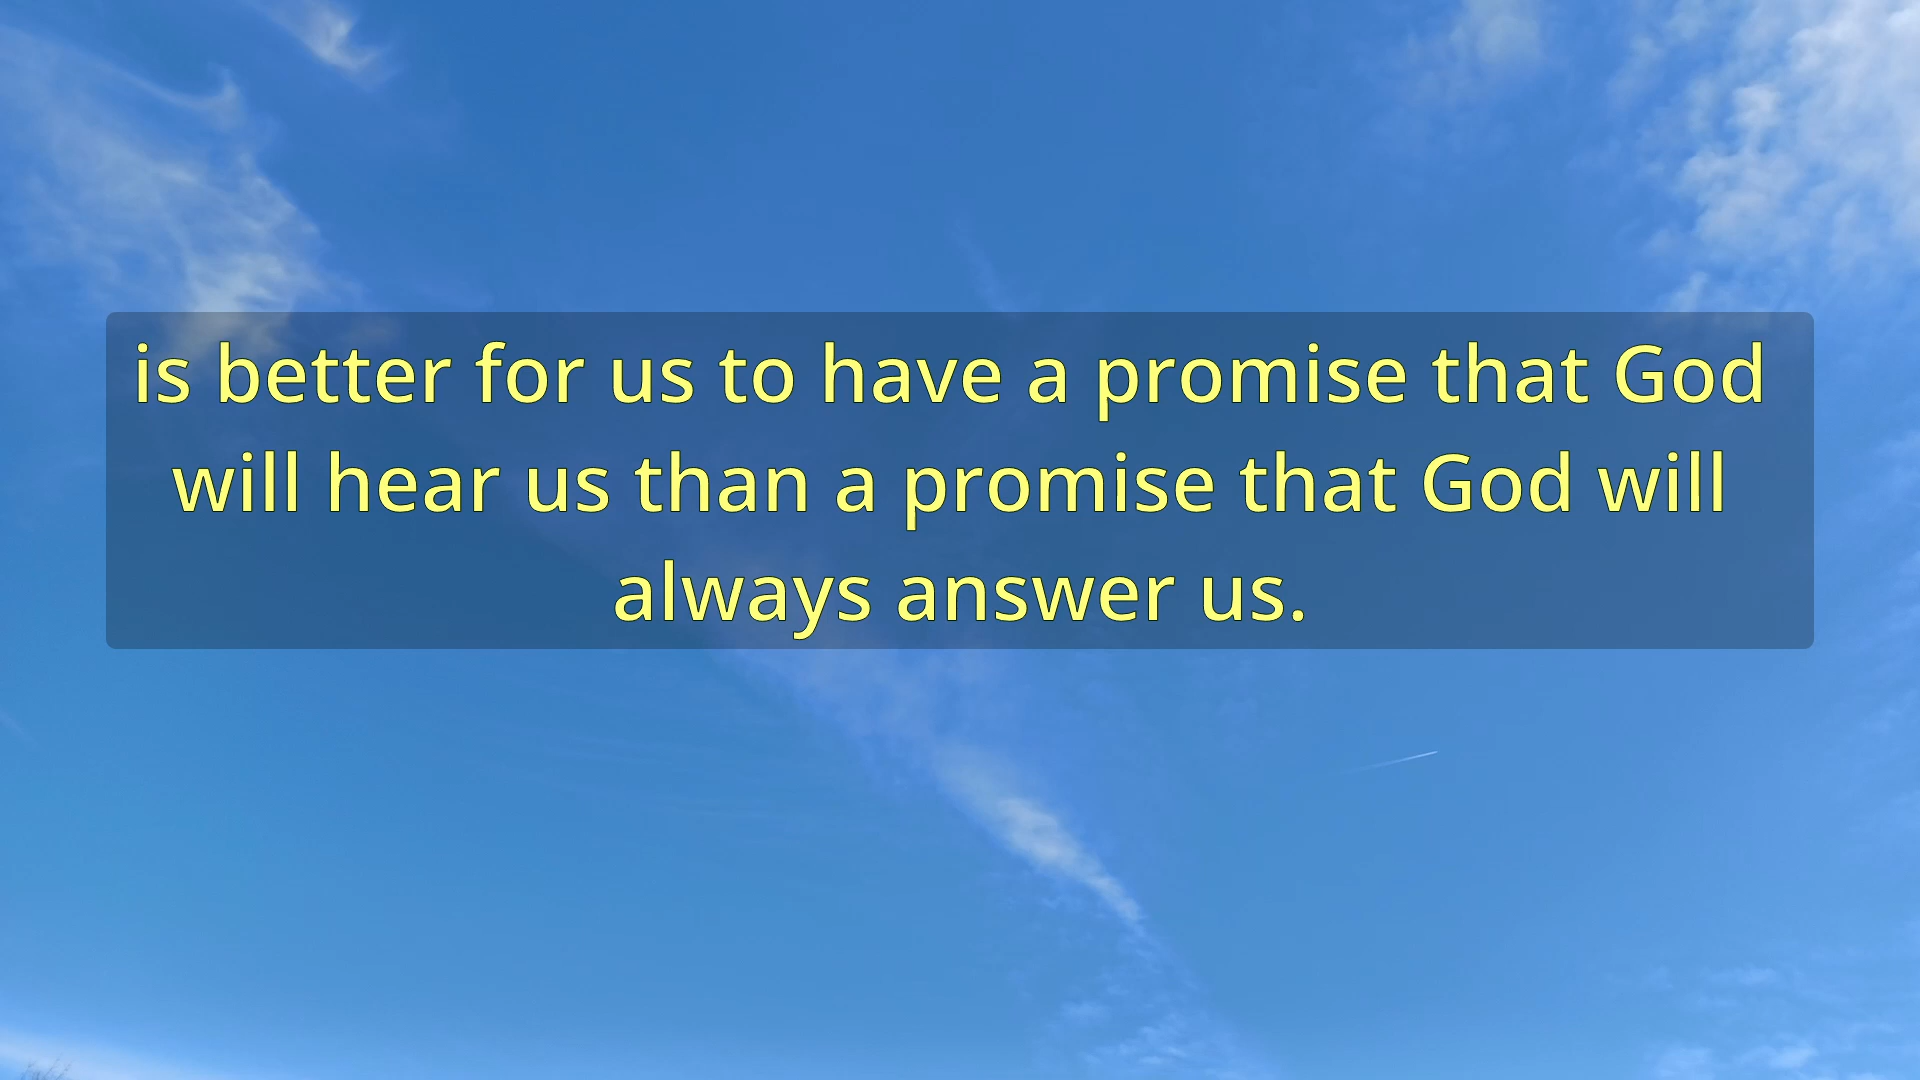 is better for us to have a promise that God
will hear us than a promise that God will
always answer us.